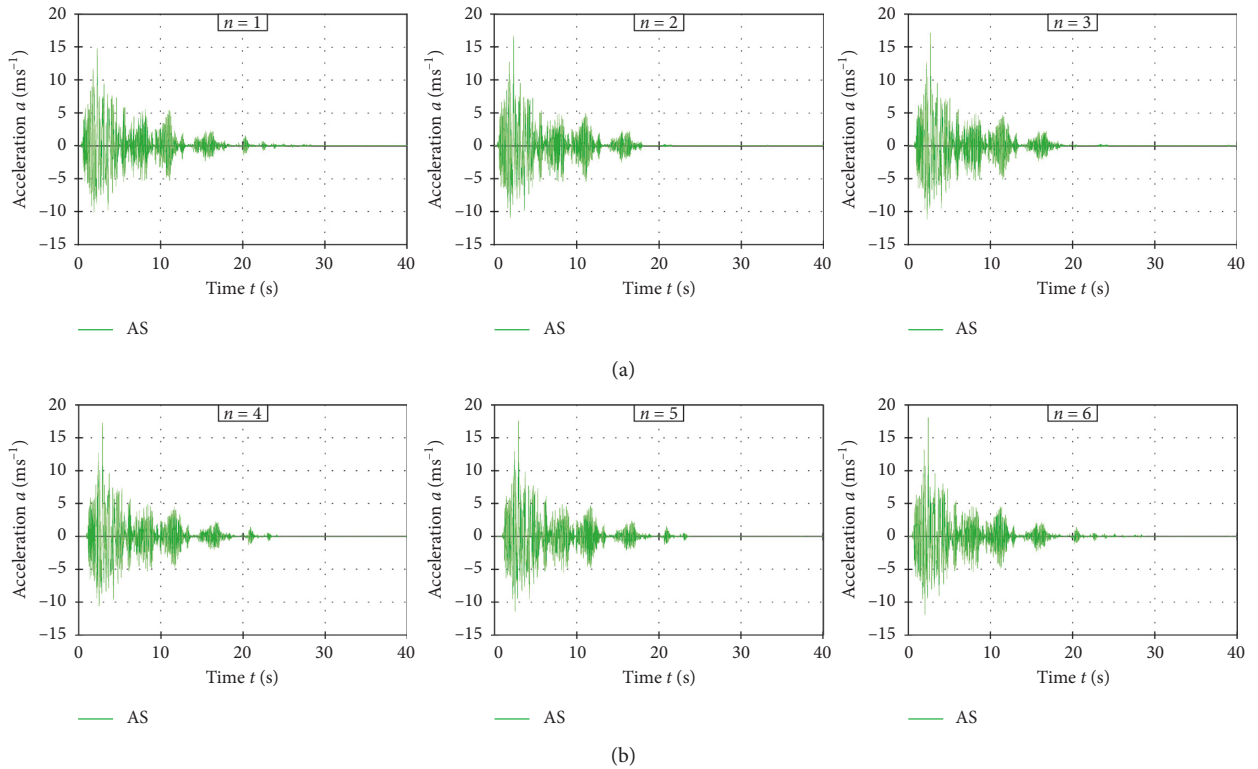 n = 1
20
15
10
5
0
–5
–10
–15
Acceleration a (ms⁻¹)
0 10 20 30 40
Time t (s)
AS
n = 2
20
15
10
5
0
–5
–10
–15
Acceleration a (ms⁻¹)
0 10 20 30 40
Time t (s)
AS
n = 3
20
15
10
5
0
–5
–10
–15
Acceleration a (ms⁻¹)
0 10 20 30 40
Time t (s)
AS
(a)
n = 4
20
15
10
5
0
–5
–10
–15
Acceleration a (ms⁻¹)
0 10 20 30 40
Time t (s)
AS
n = 5
20
15
10
5
0
–5
–10
–15
Acceleration a (ms⁻¹)
0 10 20 30 40
Time t (s)
AS
n = 6
20
15
10
5
0
–5
–10
–15
Acceleration a (ms⁻¹)
0 10 20 30 40
Time t (s)
AS
(b)